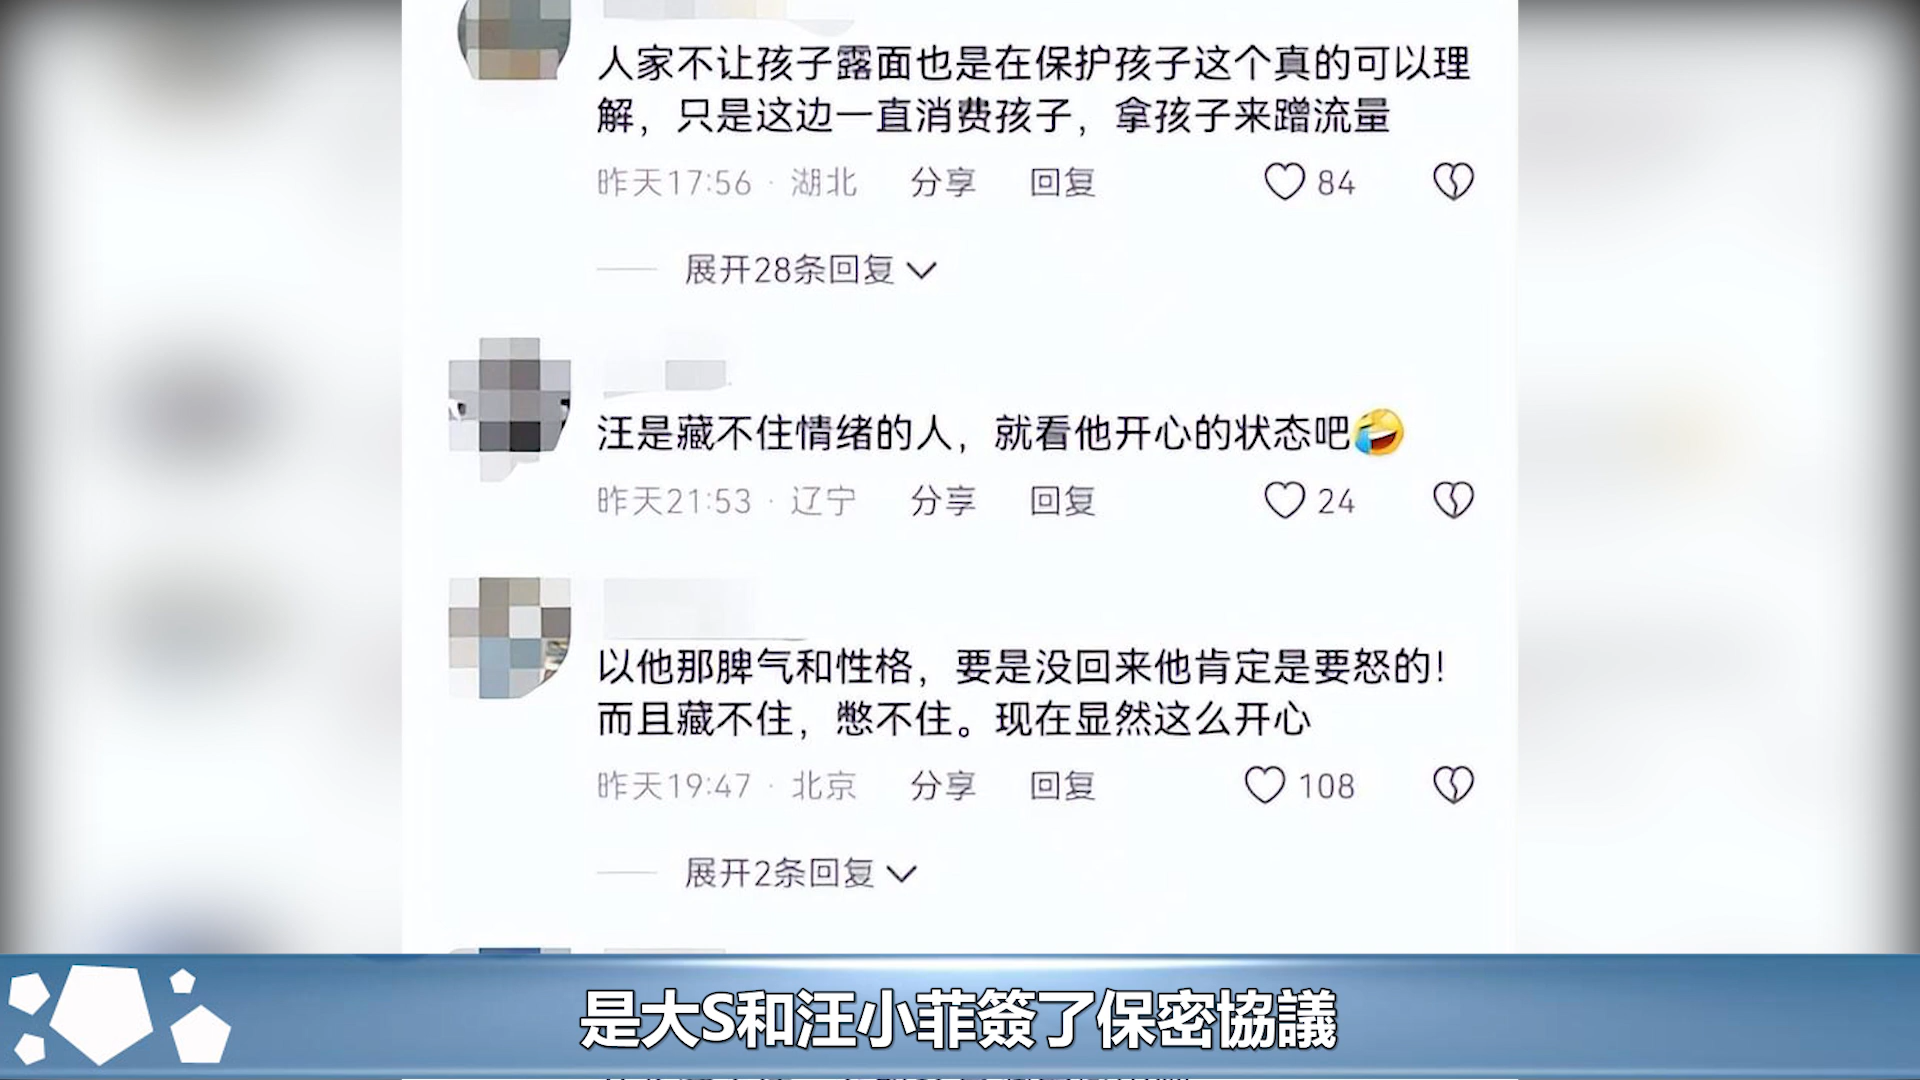 人家不让孩子露面也是在保护孩子这个真的可以理
解，只是这边一直消费孩子，拿孩子来蹭流量
昨天17:56 · 湖北 分享 回复 84
展开28条回复
汪是藏不住情绪的人，就看他开心的状态吧🤣
昨天21:53 · 辽宁 分享 回复 24
以他那脾气和性格，要是没回来他肯定是要怒的！
而且藏不住，憋不住。现在显然这么开心
昨天19:47 · 北京 分享 回复 108
展开2条回复
是大S和汪小菲簽了保密協議